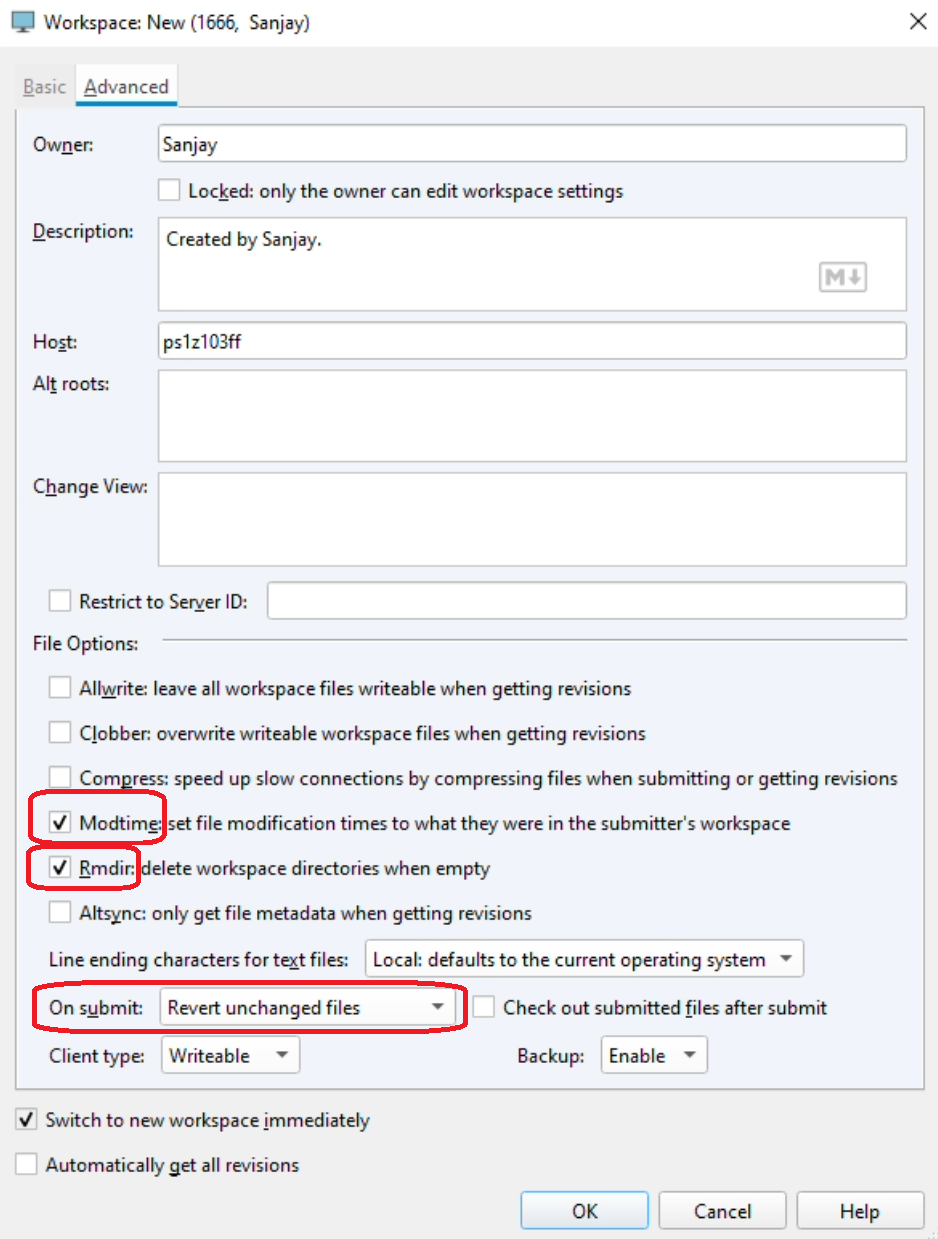 Workspace: New (1666, Sanjay)
Basic Advanced
Owner: Sanjay
Locked: only the owner can edit workspace settings
Description: Created by Sanjay.
M
Host: ps1z103ff
Alt roots:
Change View:
Restrict to Server ID:
File Options:
Allwrite: leave all workspace files writeable when getting revisions
Clobber: overwrite writeable workspace files when getting revisions
Compress: speed up slow connections by compressing files when submitting or getting revisions
Modtime: set file modification times to what they were in the submitter's workspace
Rmdir: delete workspace directories when empty
Altsync: only get file metadata when getting revisions
Line ending characters for text files: Local: defaults to the current operating system
On submit: Revert unchanged files Check out submitted files after submit
Client type: Writeable Backup: Enable
Switch to new workspace immediately
Automatically get all revisions
OK Cancel Help